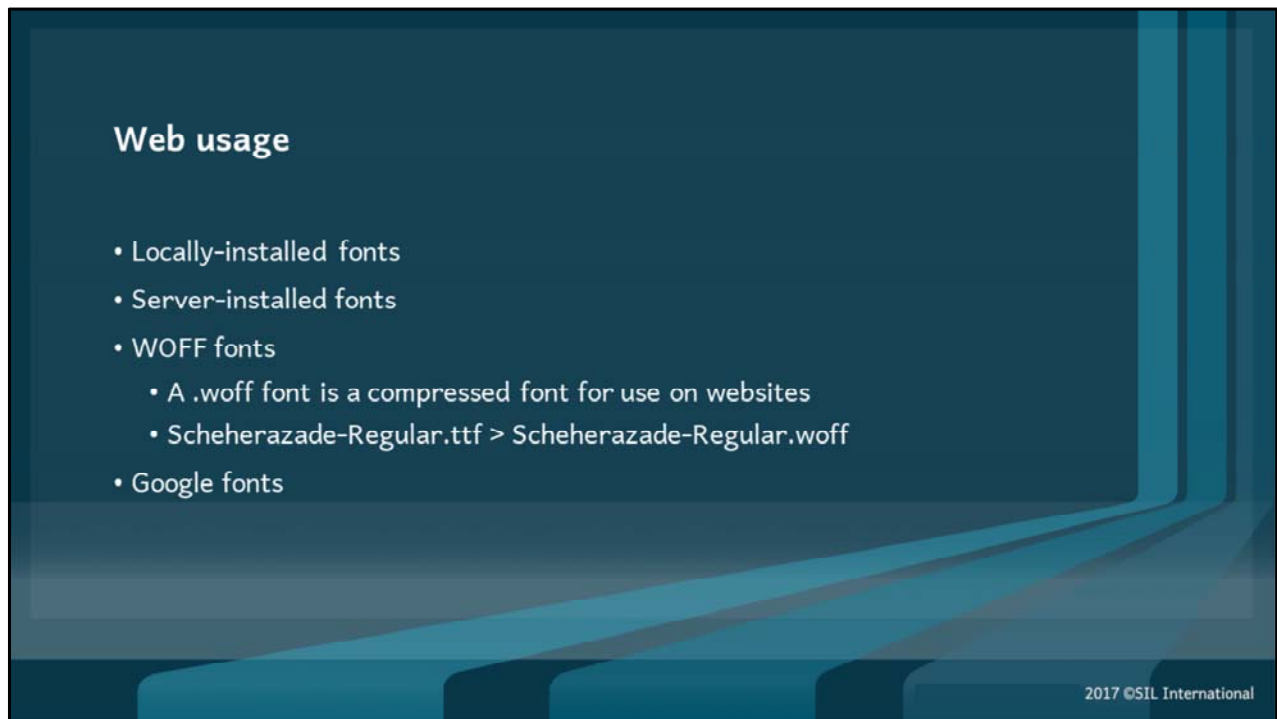 Web usage
• Locally-installed fonts
• Server-installed fonts
• WOFF fonts
• A .woff font is a compressed font for use on websites
• Scheherazade-Regular.ttf > Scheherazade-Regular.woff
• Google fonts
2017 ©SIL International